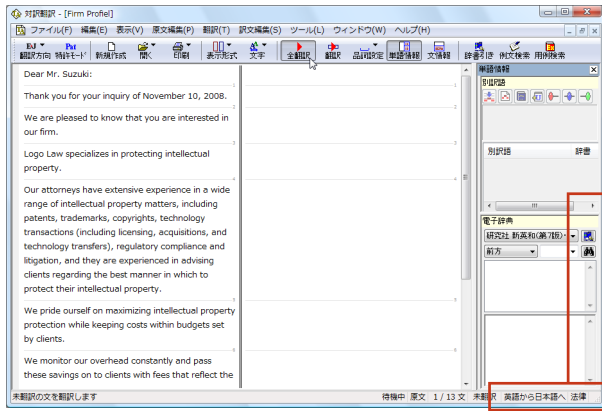 対訳翻訳 - [Firm Profiel]
ファイル(F) 編集(E) 表示(V) 原文編集(P) 翻訳(T) 訳文編集(S) ツール(L) ウィンドウ(W) ヘルプ(H)
EJ Pat
翻訳方向 特許モード 新規作成 開く 印刷 表示形式 文字 全翻訳 翻訳 品詞設定 単語情報 文情報 辞書引き 例文検索 用例検索
Dear Mr. Suzuki:
1
Thank you for your inquiry of November 10, 2008.
2
We are pleased to know that you are interested in
our firm.
3
Logo Law specializes in protecting intellectual
property.
4
Our attorneys have extensive experience in a wide
range of intellectual property matters, including
patents, trademarks, copyrights, technology
transactions (including licensing, acquisitions, and
technology transfers), regulatory compliance and
litigation, and they are experienced in advising
clients regarding the best manner in which to
protect their intellectual property.
5
We pride ourself on maximizing intellectual property
protection while keeping costs within budgets set
by clients.
6
We monitor our overhead constantly and pass
these savings on to clients with fees that reflect the
単語情報
別訳語
別訳語 辞書
電子辞典
研究社 新英和(第7版)
前方
未翻訳の文を翻訳します
待機中 原文 1 / 13 文 未翻訳 英語から日本語へ 法律